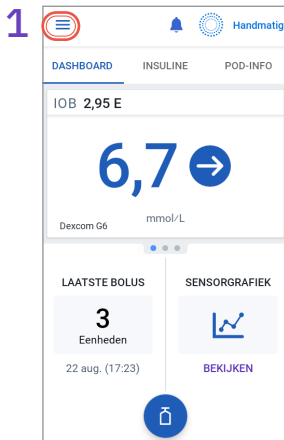 1
Handmatig
DASHBOARD INSULINE POD-INFO
IOB 2,95 E
6,7
mmol/L
Dexcom G6
LAATSTE BOLUS SENSORGRAFIEK
3
Eenheden
22 aug. (17:23) BEKIJKEN